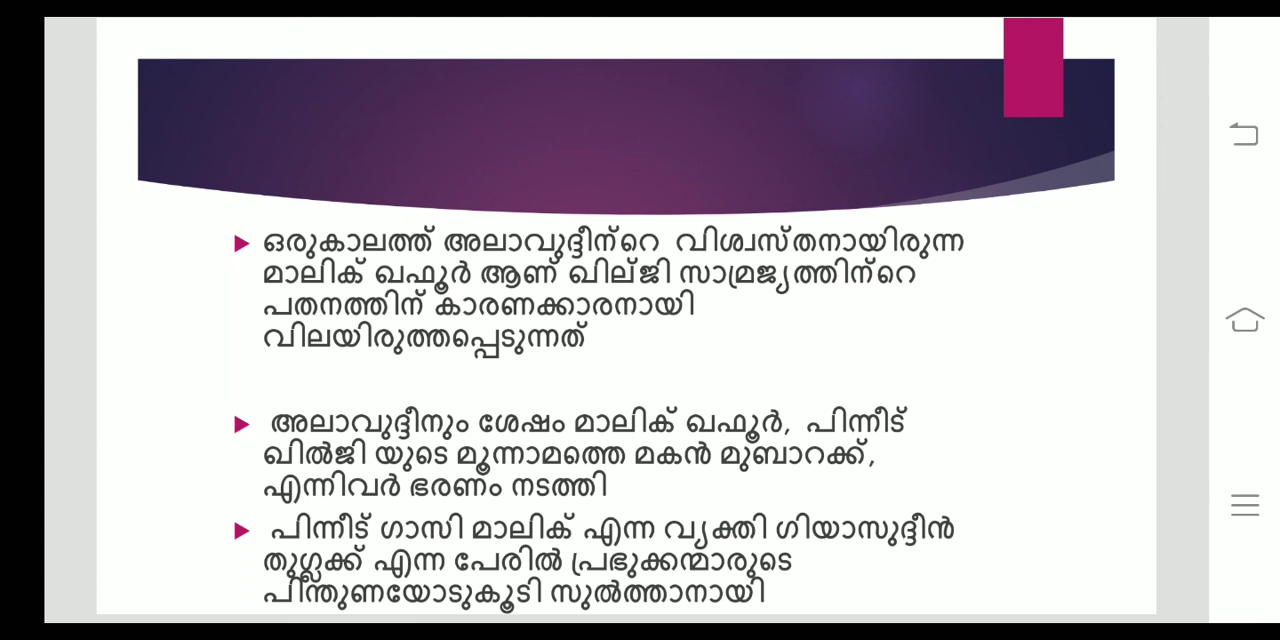 ഒരുകാലത്ത് അലാവുദ്ദീന്റെ വിശ്വസ്തനായിരുന്ന
മാലിക് ഖഫൂർ ആണ് ഖില്ജി സാമ്രജ്യത്തിന്റെ
പതനത്തിന് കാരണക്കാരനായി
വിലയിരുത്തപ്പെടുന്നത്
അലാവുദ്ദീനും ശേഷം മാലിക് ഖഫൂർ, പിന്നീട്
ഖിൽജി യുടെ മൂന്നാമത്തെ മകൻ മുബാറക്ക്,
എന്നിവർ ഭരണം നടത്തി
പിന്നീട് ഗാസി മാലിക് എന്ന വ്യക്തി ഗിയാസുദ്ദീൻ
തുഗ്ലക്ക് എന്ന പേരിൽ പ്രഭുക്കന്മാരുടെ
പിന്തുണയോടുകൂടി സുൽത്താനായി